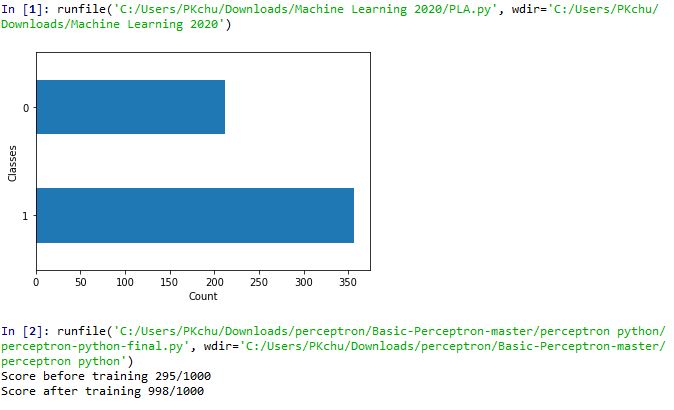 In [1]: runfile('C:/Users/PKchu/Downloads/Machine Learning 2020/PLA.py', wdir='C:/Users/PKchu/
Downloads/Machine Learning 2020')
0
1
Classes
0 50 100 150 200 250 300 350
Count
In [2]: runfile('C:/Users/PKchu/Downloads/perceptron/Basic-Perceptron-master/perceptron python/
perceptron-python-final.py', wdir='C:/Users/PKchu/Downloads/perceptron/Basic-Perceptron-master/
perceptron python')
Score before training 295/1000
Score after training 998/1000